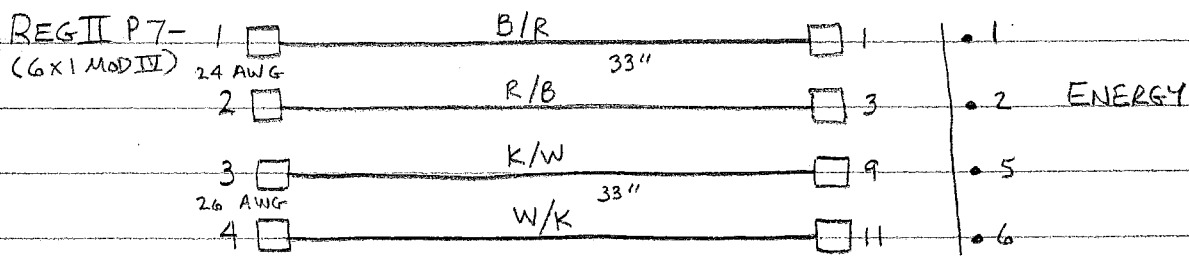 REG II P7- 1 B/R 1 1
(6X1 MOD IV) 24 AWG 33"
2 R/B 3 2 ENERGY
3 K/W 9 5
26 AWG 33"
4 W/K 11 6